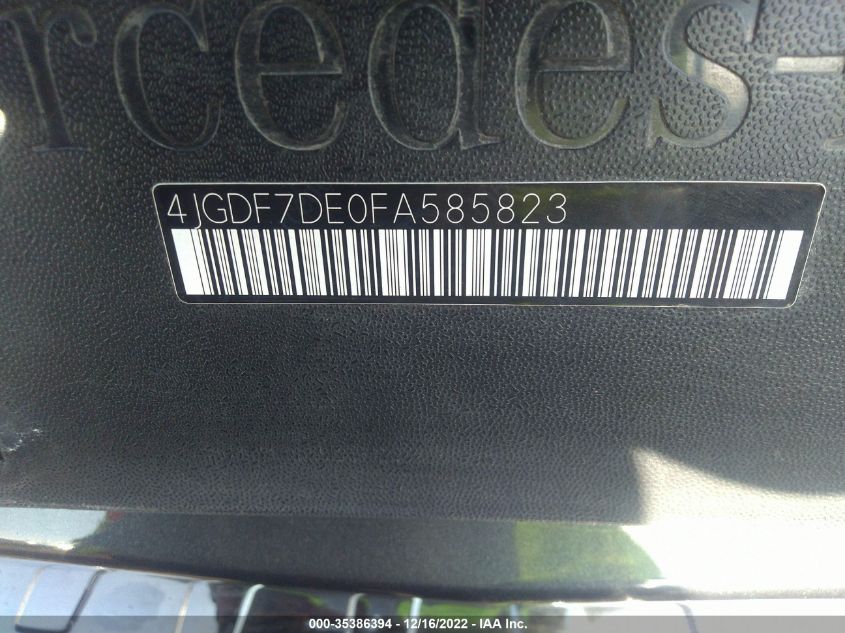 rcedes-
4JGDF7DE0FA585823
000-35386394 - 12/16/2022 - IAA Inc.